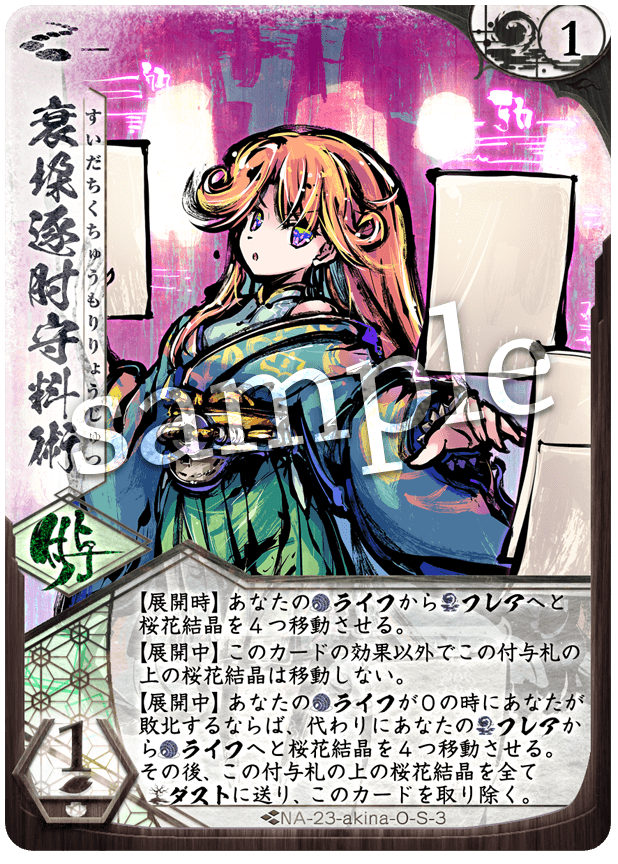 1
衰垜逐肘守料術
すいだちくちゅうもりりょうじゅつ
sample
付与
【展開時】あなたのライフからフレアへと
桜花結晶を４つ移動させる。
【展開中】このカードの効果以外でこの付与札の
上の桜花結晶は移動しない。
【展開中】あなたのライフが０の時にあなたが
敗北するならば、代わりにあなたのフレアか
らライフへと桜花結晶を４つ移動させる。
その後、この付与札の上の桜花結晶を全て
ダストに送り、このカードを取り除く。
1
NA-23-akina-O-S-3